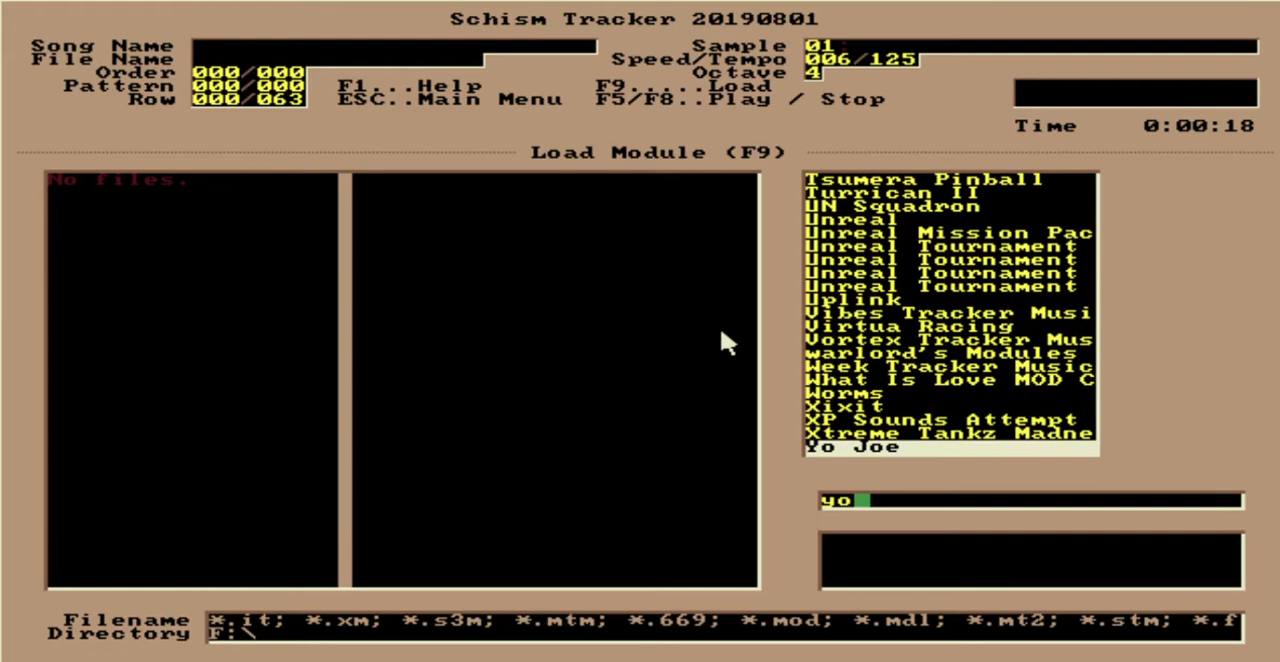 Schism Tracker 20190801
Song Name
File Name
Order 000/000
Pattern 000/000
Row 000/063
F1...Help
ESC..Main Menu
F9.....Load
F5/F8..Play / Stop
Sample 01:
Speed/Tempo 006/125
Octave 4
Time 0:00:18
Load Module (F9)
No files.
Tsumera Pinball
Turrican II
UN Squadron
Unreal
Unreal Mission Pac
Unreal Tournament
Unreal Tournament
Unreal Tournament
Unreal Tournament
Uplink
Vibes Tracker Musi
Virtua Racing
Vortex Tracker Mus
warlord's Modules
Week Tracker Music
What Is Love MOD C
Worms
Xixit
XP Sounds Attempt
Xtreme Tankz Madne
Yo Joe
yo
Filename *.it; *.xm; *.s3m; *.mtm; *.669; *.mod; *.mdl; *.mt2; *.stm; *.f
Directory F:\